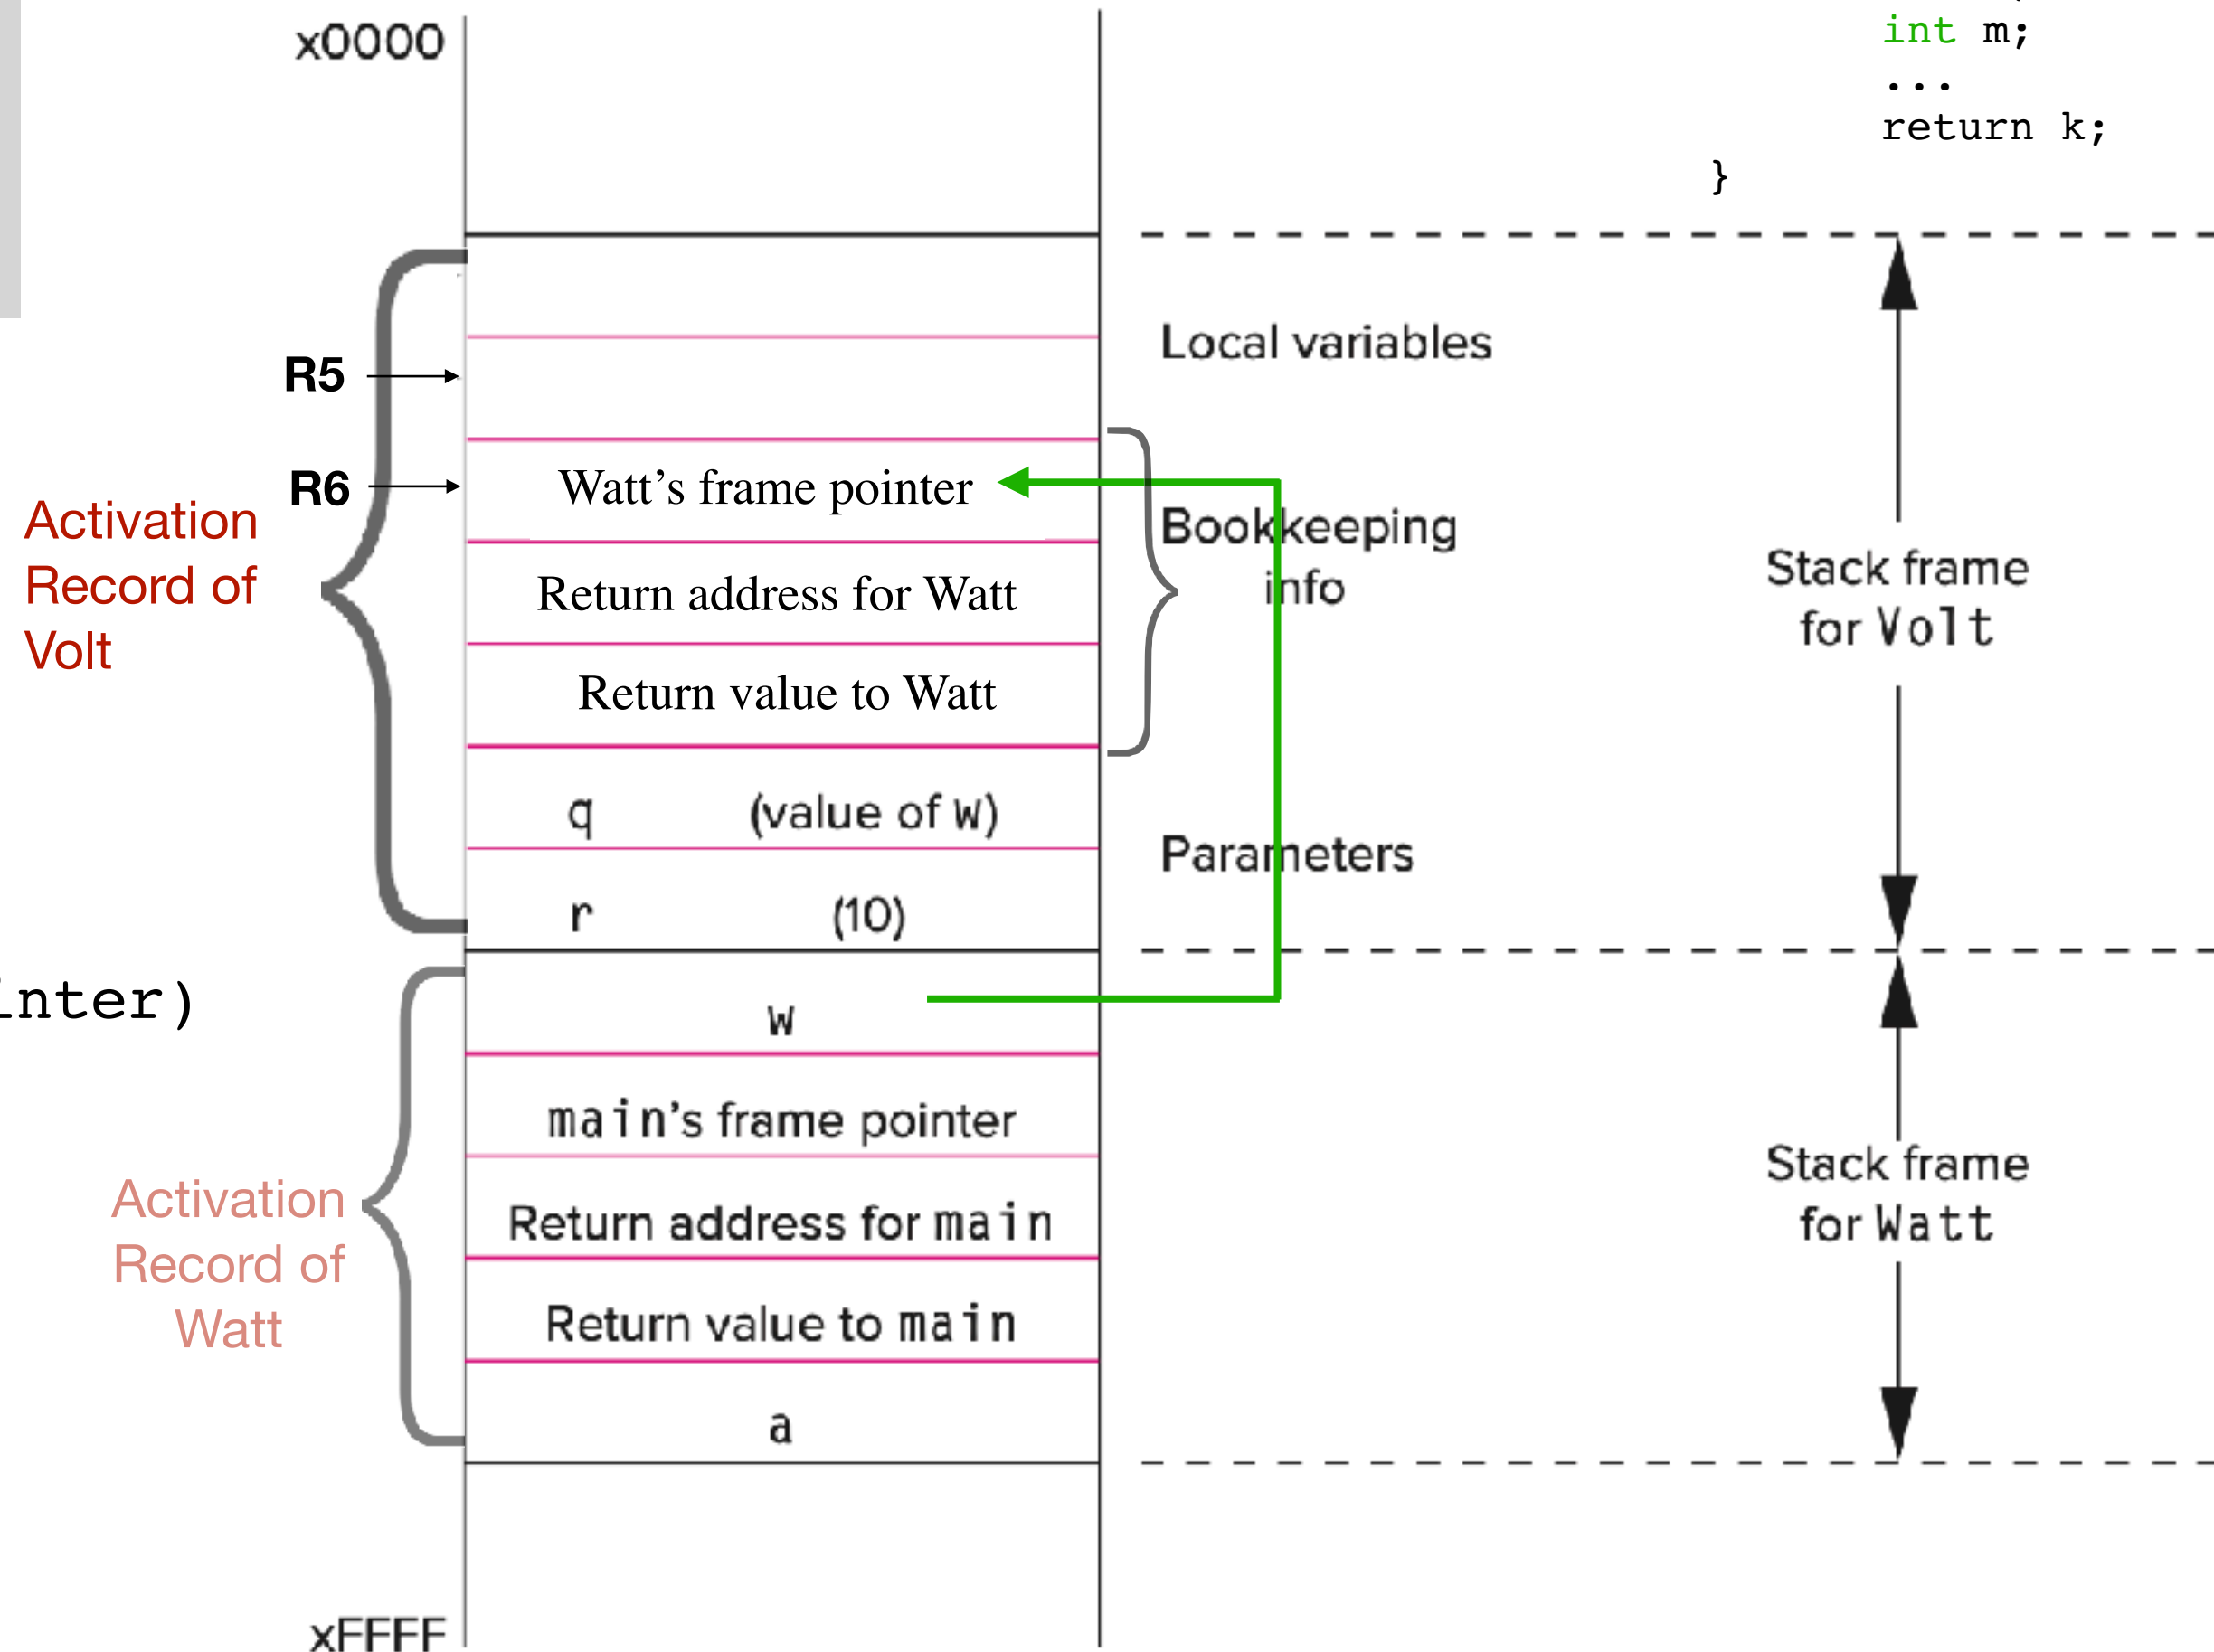 x0000
int m;
...
return k;
}
R5
Local variables
R6
Watt's frame pointer
Bookkeeping
info
Activation
Record of
Volt
Return address for Watt
Stack frame
for Volt
Return value to Watt
q (value of w)
Parameters
r (10)
nter)
w
main's frame pointer
Activation
Record of
Watt
Return address for main
Stack frame
for Watt
Return value to main
a
xFFFF